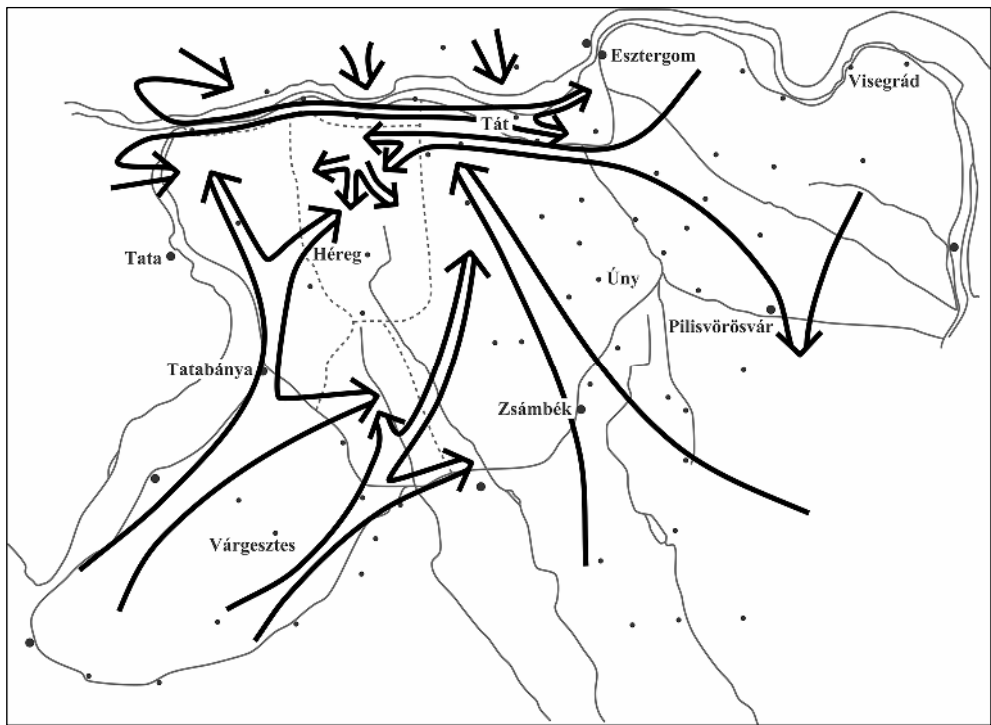 Esztergom
Visegrád
Tát
Tata
Héreg
Úny
Pilisvörösvár
Tatabánya
Zsámbék
Várgesztes